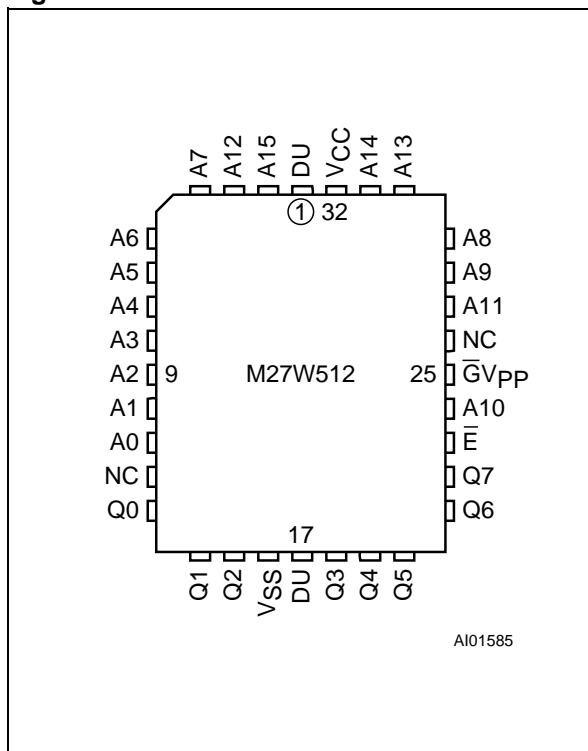 A7 A12 A15 DU VCC A14 A13
① 32
A6 A8
A5 A9
A4 A11
A3 NC
A2 9 M27W512 25 G̅VPP
A1 A10
A0 E̅
NC Q7
Q0 Q6
17
Q1 Q2 VSS DU Q3 Q4 Q5
AI01585